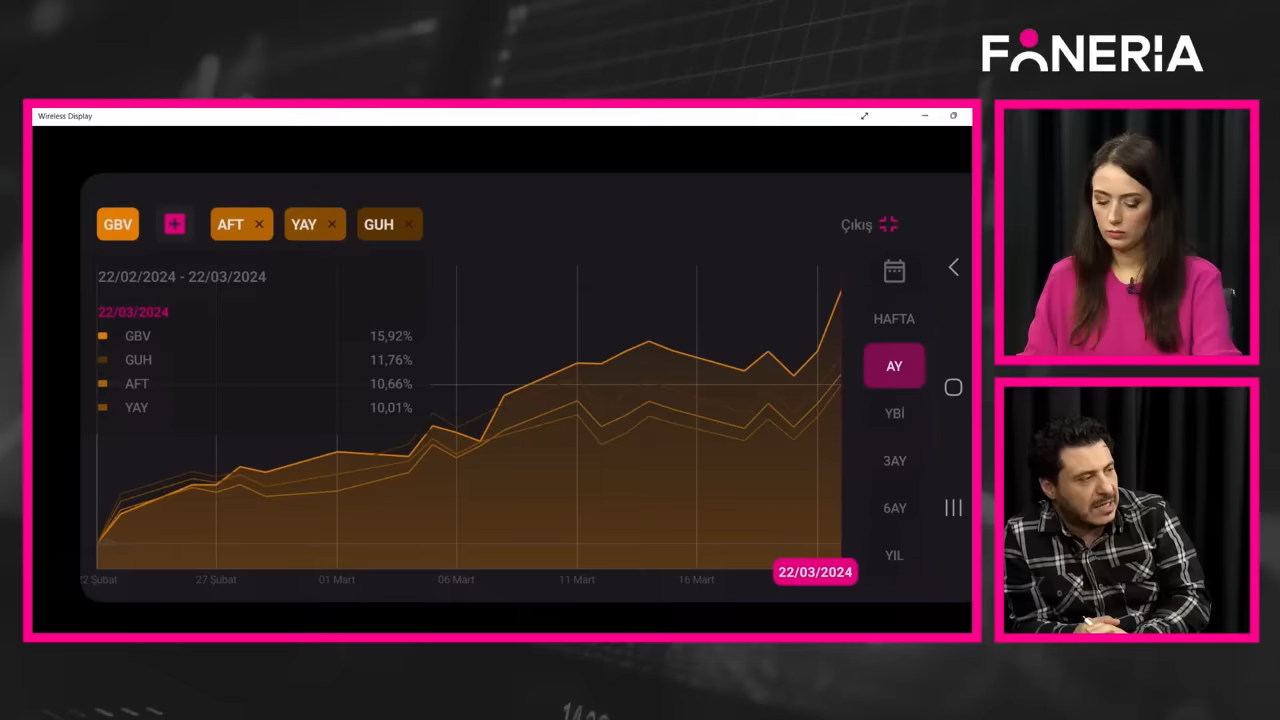 FONERIA
Wireless Display
GBV
AFT ×
YAY ×
GUH ×
Çıkış
22/02/2024 - 22/03/2024
22/03/2024
GBV 15,92%
GUH 11,76%
AFT 10,66%
YAY 10,01%
HAFTA
AY
YBİ
3AY
6AY
YIL
22 Şubat
27 Şubat
01 Mart
06 Mart
11 Mart
16 Mart
22/03/2024